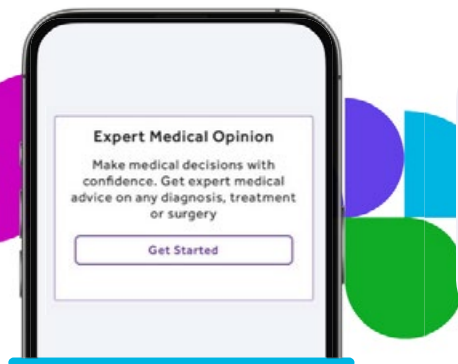 Expert Medical Opinion
Make medical decisions with
confidence. Get expert medical
advice on any diagnosis, treatment
or surgery
Get Started